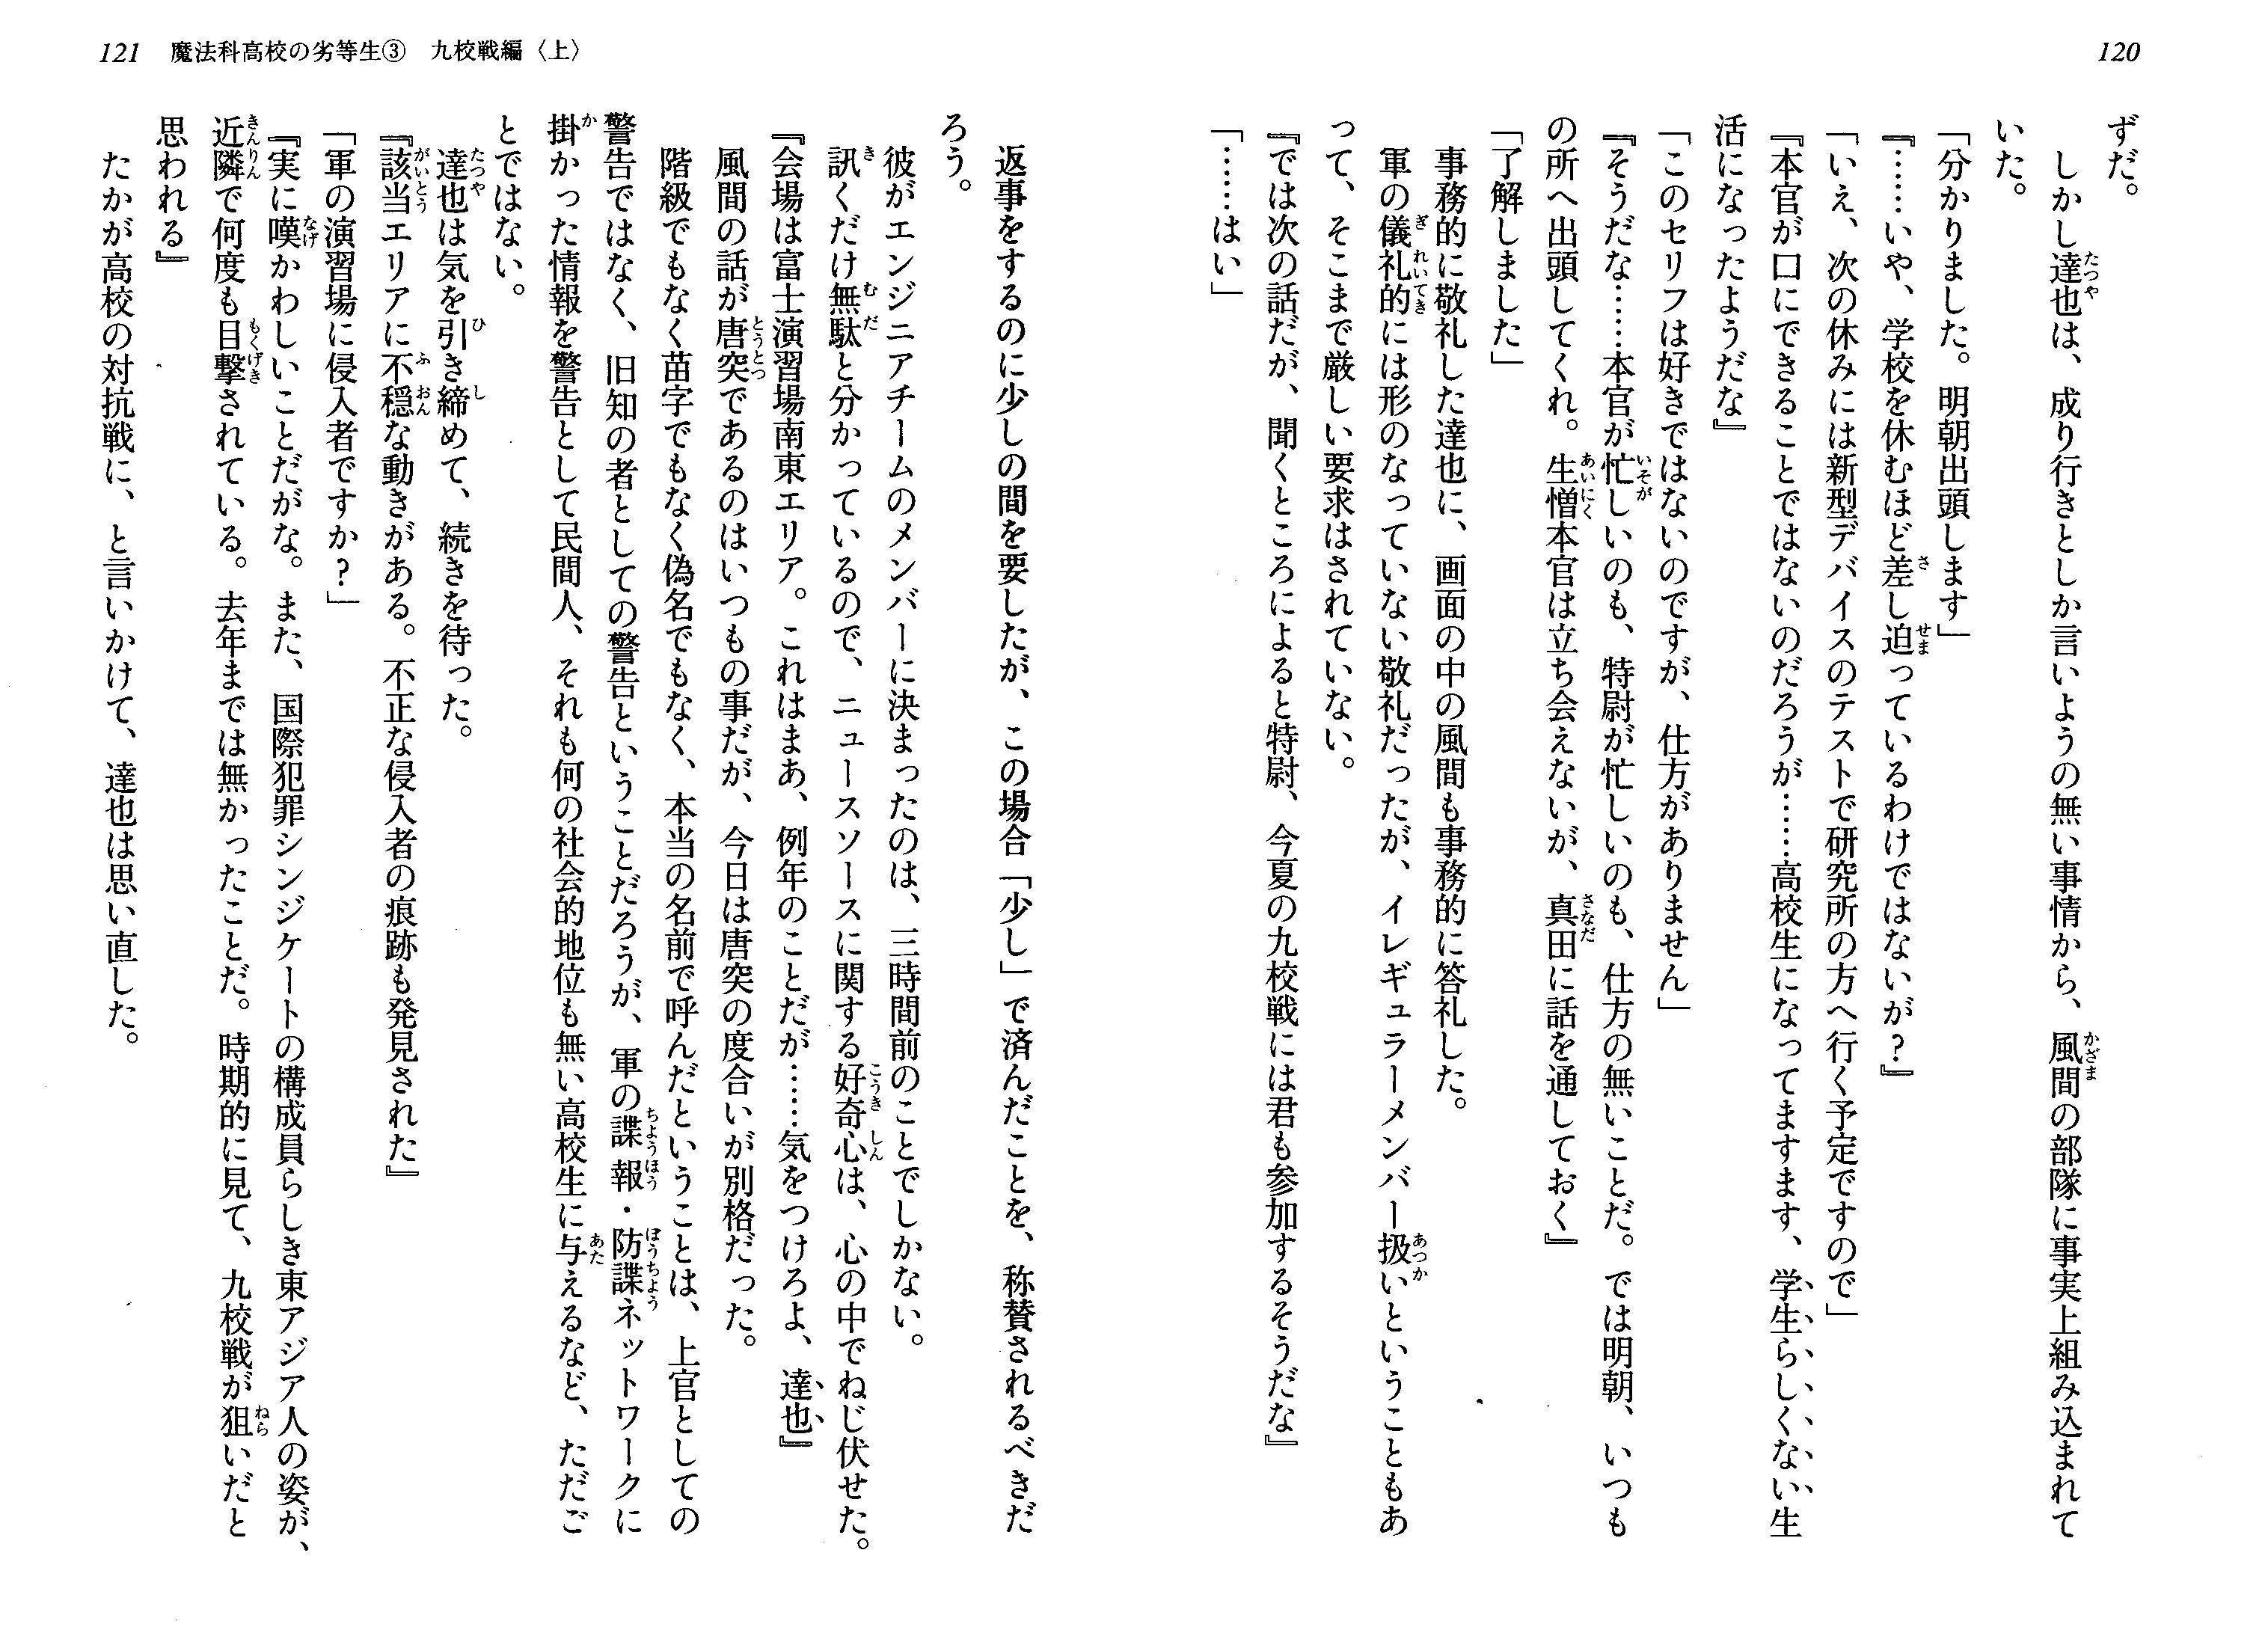 120
ずだ。
しかし達也は、成り行きとしか言いようの無い事情から、風間の部隊に事実上組み込まれて
いた。
「分かりました。明朝出頭します」
『……いや、学校を休むほど差し迫っているわけではないが?』
「いえ、次の休みには新型デバイスのテストで研究所の方へ行く予定ですので」
『本官が口にできることではないのだろうが……高校生になってますます、学生らしくない生
活になったようだな』
「このセリフは好きではないのですが、仕方がありません」
『そうだな……本官が忙しいのも、特尉が忙しいのも、仕方の無いことだ。では明朝、いつも
の所へ出頭してくれ。生憎本官は立ち会えないが、真田に話を通しておく』
「了解しました」
事務的に敬礼した達也に、画面の中の風間も事務的に答礼した。
軍の儀礼的には形のなっていない敬礼だったが、イレギュラーメンバー扱いということもあ
って、そこまで厳しい要求はされていない。
『では次の話だが、聞くところによると特尉、今夏の九校戦には君も参加するそうだな』
「……はい」
121 魔法科高校の劣等生③ 九校戦編〈上〉
返事をするのに少しの間を要したが、この場合「少し」で済んだことを、称賛されるべきだ
ろう。
彼がエンジニアチームのメンバーに決まったのは、三時間前のことでしかない。
訊くだけ無駄と分かっているので、ニュースソースに関する好奇心は、心の中でねじ伏せた。
『会場は富士演習場南東エリア。これはまあ、例年のことだが……気をつけろよ、達也』
風間の話が唐突であるのはいつもの事だが、今日は唐突の度合いが別格だった。
階級でもなく苗字でもなく偽名でもなく、本当の名前で呼んだということは、上官としての
警告ではなく、旧知の者としての警告ということだろうが、軍の諜報・防諜ネットワークに
掛かった情報を警告として民間人、それも何の社会的地位も無い高校生に与えるなど、ただご
とではない。
達也は気を引き締めて、続きを待った。
『該当エリアに不穏な動きがある。不正な侵入者の痕跡も発見された』
「軍の演習場に侵入者ですか?」
『実に嘆かわしいことだがな。また、国際犯罪シンジケートの構成員らしき東アジア人の姿が、
近隣で何度も目撃されている。去年までは無かったことだ。時期的に見て、九校戦が狙いだと
思われる』
たかが高校の対抗戦に、と言いかけて、達也は思い直した。